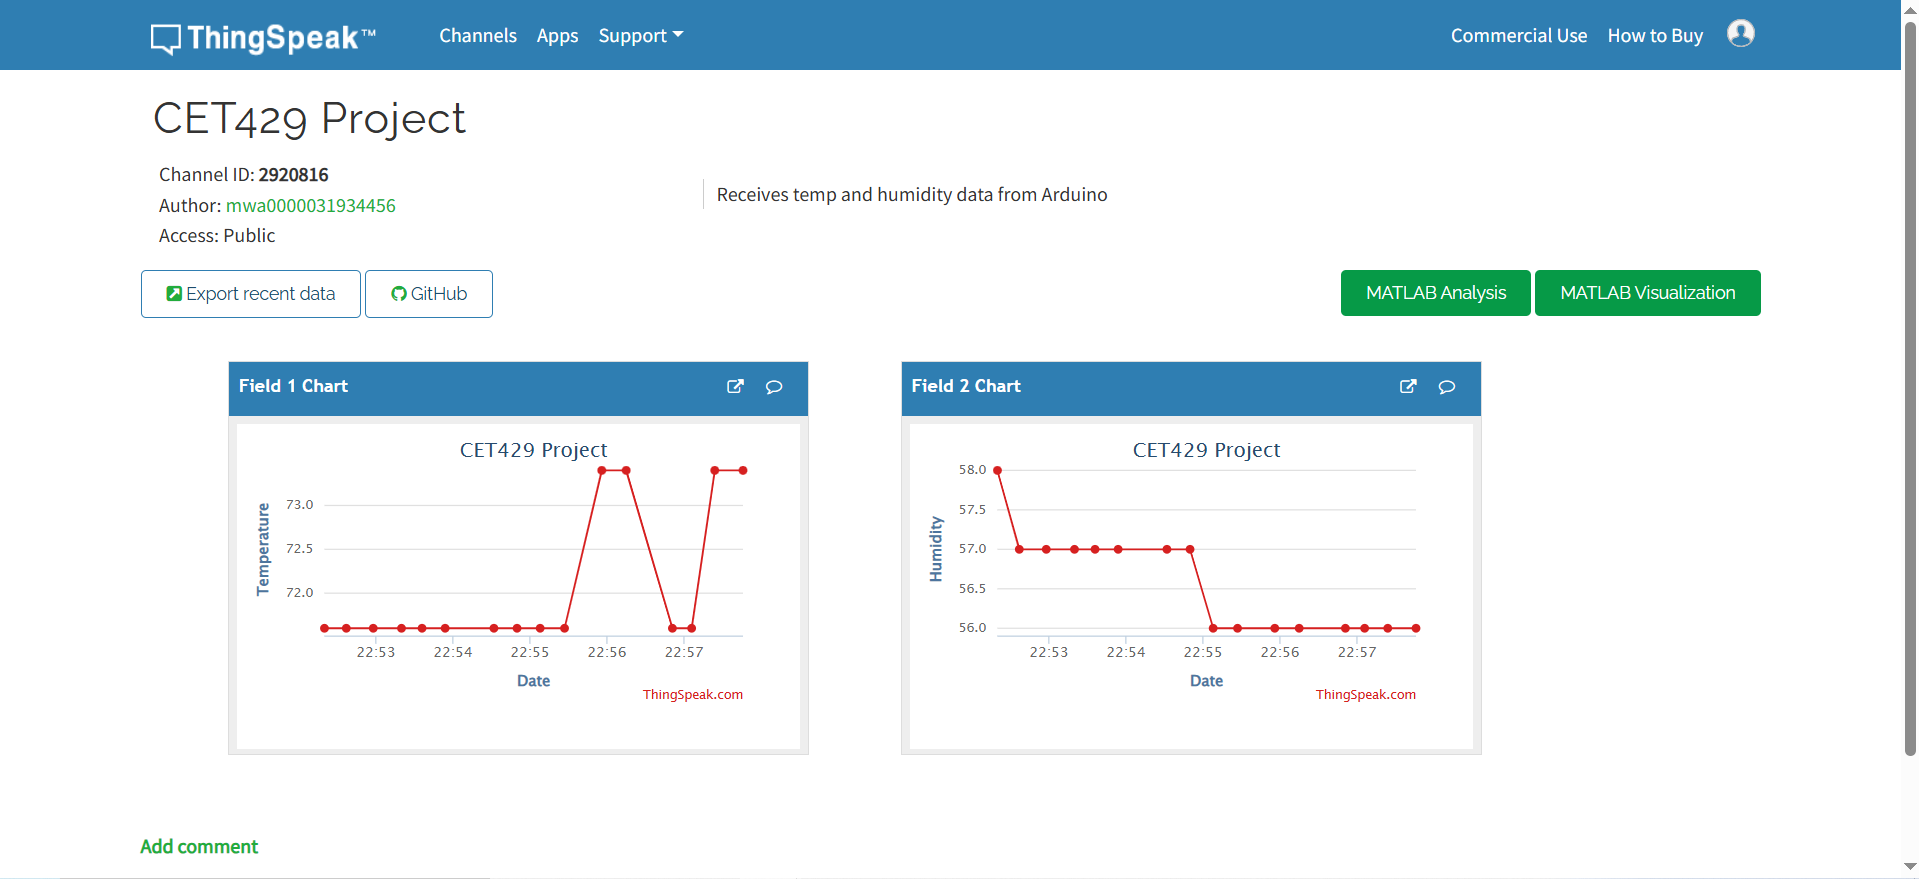 ThingSpeak™ Channels Apps Support Commercial Use How to Buy
CET429 Project
Channel ID: 2920816
Author: mwa0000031934456
Access: Public
Receives temp and humidity data from Arduino
Export recent data GitHub MATLAB Analysis MATLAB Visualization
Field 1 Chart
CET429 Project
Temperature
73.0
72.5
72.0
22:53 22:54 22:55 22:56 22:57
Date
ThingSpeak.com
Field 2 Chart
CET429 Project
Humidity
58.0
57.5
57.0
56.5
56.0
22:53 22:54 22:55 22:56 22:57
Date
ThingSpeak.com
Add comment